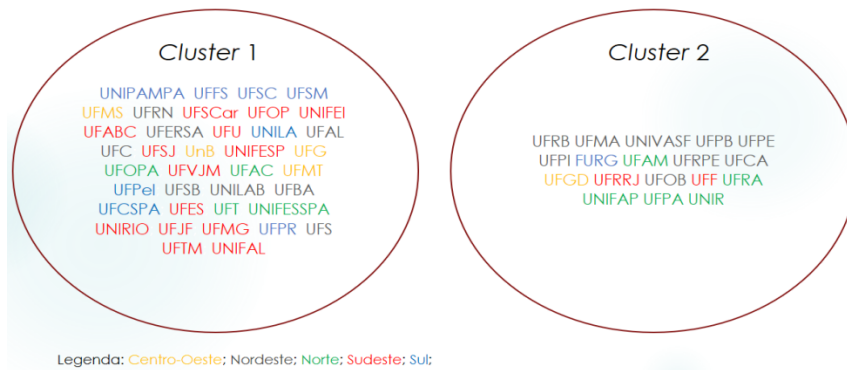 Cluster 1
UNIPAMPA UFFS UFSC UFSM
UFMS UFRN UFSCar UFOP UNIFEI
UFABC UFERSA UFU UNILA UFAL
UFC UFSJ UnB UNIFESP UFG
UFOPA UFVJM UFAC UFMT
UFPel UFSB UNILAB UFBA
UFCSPA UFES UFT UNIFESSPA
UNIRIO UFJF UFMG UFPR UFS
UFTM UNIFAL
Cluster 2
UFRB UFMA UNIVASF UFPB UFPE
UFPI FURG UFAM UFRPE UFCA
UFGD UFRRJ UFOB UFF UFRA
UNIFAP UFPA UNIR
Legenda: Centro-Oeste; Nordeste; Norte; Sudeste; Sul;